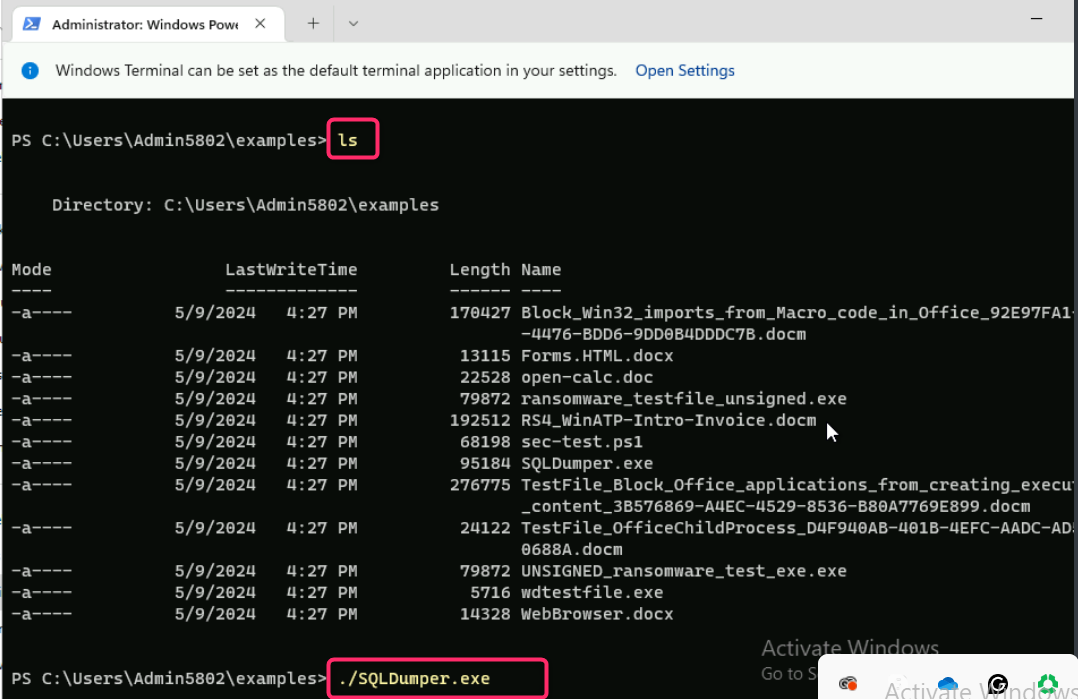 Administrator: Windows Powe
Windows Terminal can be set as the default terminal application in your settings. Open Settings
PS C:\Users\Admin5802\examples> ls
Directory: C:\Users\Admin5802\examples
Mode LastWriteTime Length Name
---- ------------- ------ ----
-a---- 5/9/2024 4:27 PM 170427 Block_Win32_imports_from_Macro_code_in_Office_92E97FA1-
-4476-BDD6-9DD0B4DDDC7B.docm
-a---- 5/9/2024 4:27 PM 13115 Forms.HTML.docx
-a---- 5/9/2024 4:27 PM 22528 open-calc.doc
-a---- 5/9/2024 4:27 PM 79872 ransomware_testfile_unsigned.exe
-a---- 5/9/2024 4:27 PM 192512 RS4_WinATP-Intro-Invoice.docm
-a---- 5/9/2024 4:27 PM 68198 sec-test.ps1
-a---- 5/9/2024 4:27 PM 95184 SQLDumper.exe
-a---- 5/9/2024 4:27 PM 276775 TestFile_Block_Office_applications_from_creating_execu
_content_3B576869-A4EC-4529-8536-B80A7769E899.docm
-a---- 5/9/2024 4:27 PM 24122 TestFile_OfficeChildProcess_D4F940AB-401B-4EFC-AADC-AD5
0688A.docm
-a---- 5/9/2024 4:27 PM 79872 UNSIGNED_ransomware_test_exe.exe
-a---- 5/9/2024 4:27 PM 5716 wdtestfile.exe
-a---- 5/9/2024 4:27 PM 14328 WebBrowser.docx
Activate Windows
Go to S
PS C:\Users\Admin5802\examples> ./SQLDumper.exe
Activate Windows